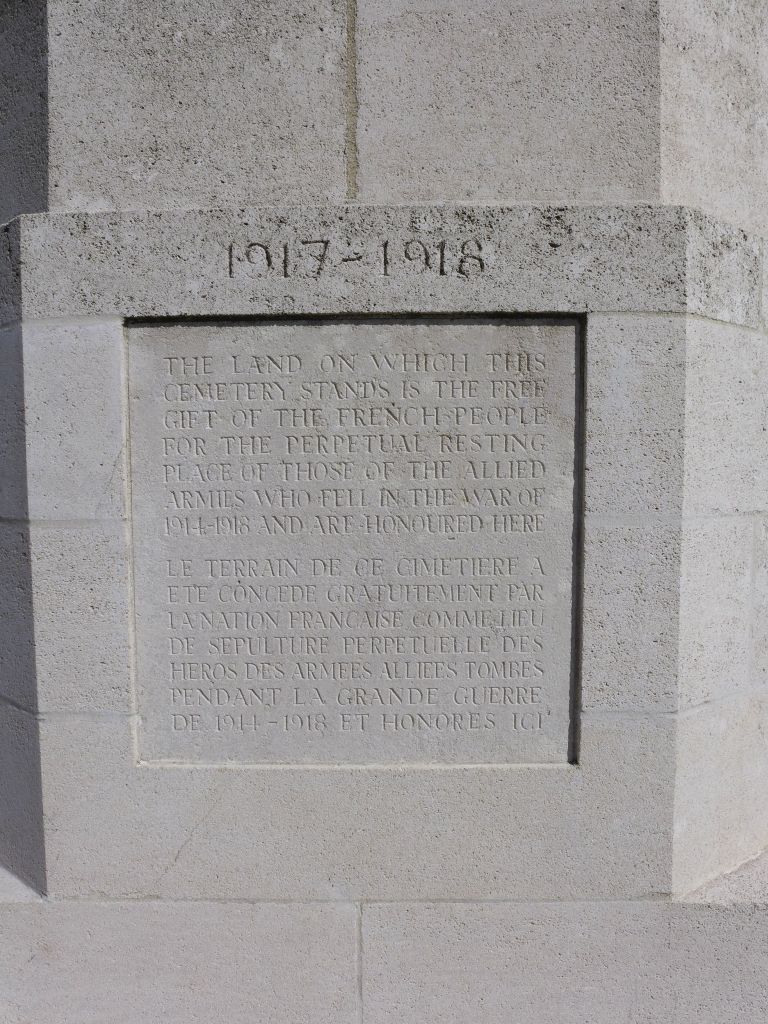 1917-1918
THE LAND ON WHICH THIS
CEMETERY STANDS IS THE FREE
GIFT OF THE FRENCH PEOPLE
FOR THE PERPETUAL RESTING
PLACE OF THOSE OF THE ALLIED
ARMIES WHO FELL IN THE WAR OF
1914-1918 AND ARE HONOURED HERE
LE TERRAIN DE CE CIMETIERE A
ETE CONCEDE GRATUITEMENT PAR
LA NATION FRANCAISE COMME LIEU
DE SEPULTURE PERPETUELLE DES
HEROS DES ARMEES ALLIEES TOMBES
PENDANT LA GRANDE GUERRE
DE 1914-1918 ET HONORES ICI